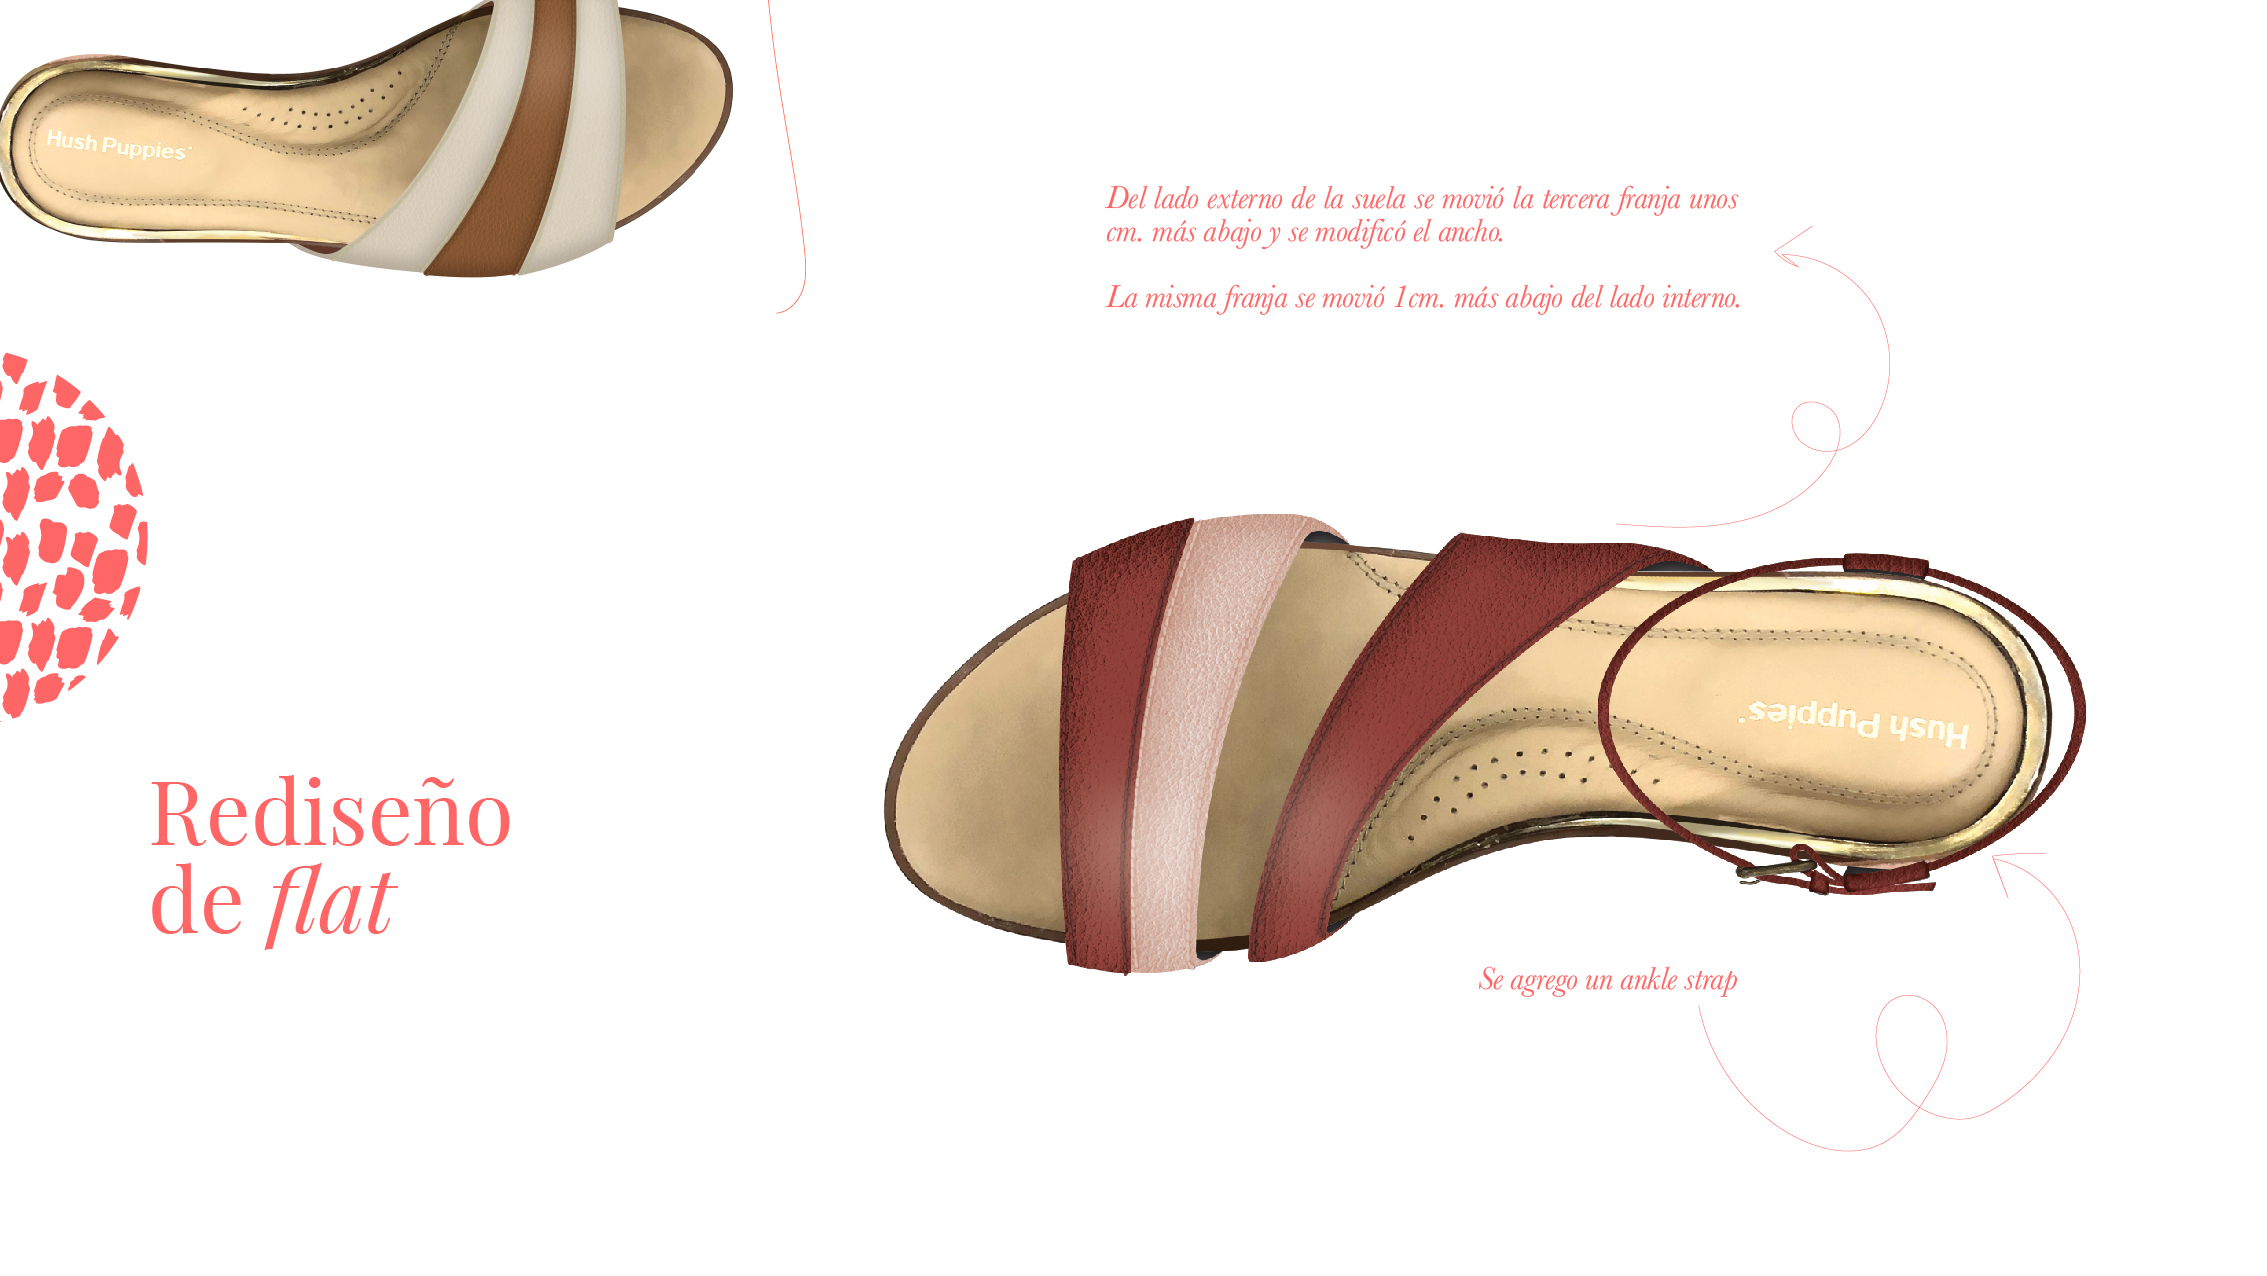 Hush Puppies
Del lado externo de la suela se movió la tercera franja unos
cm. más abajo y se modificó el ancho.
La misma franja se movió 1cm. más abajo del lado interno.
Hush Puppies
Rediseño
de flat
Se agrego un ankle strap